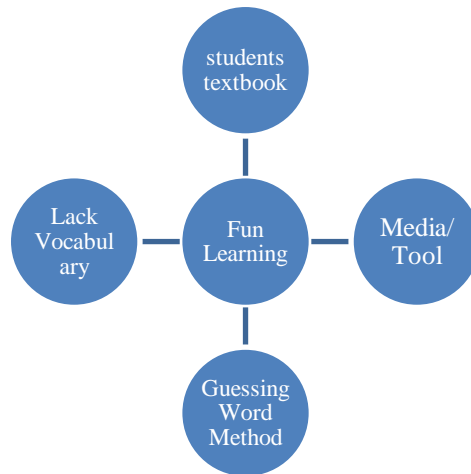 students
textbook
Lack
Vocabul
ary
Fun
Learning
Media/
Tool
Guessing
Word
Method